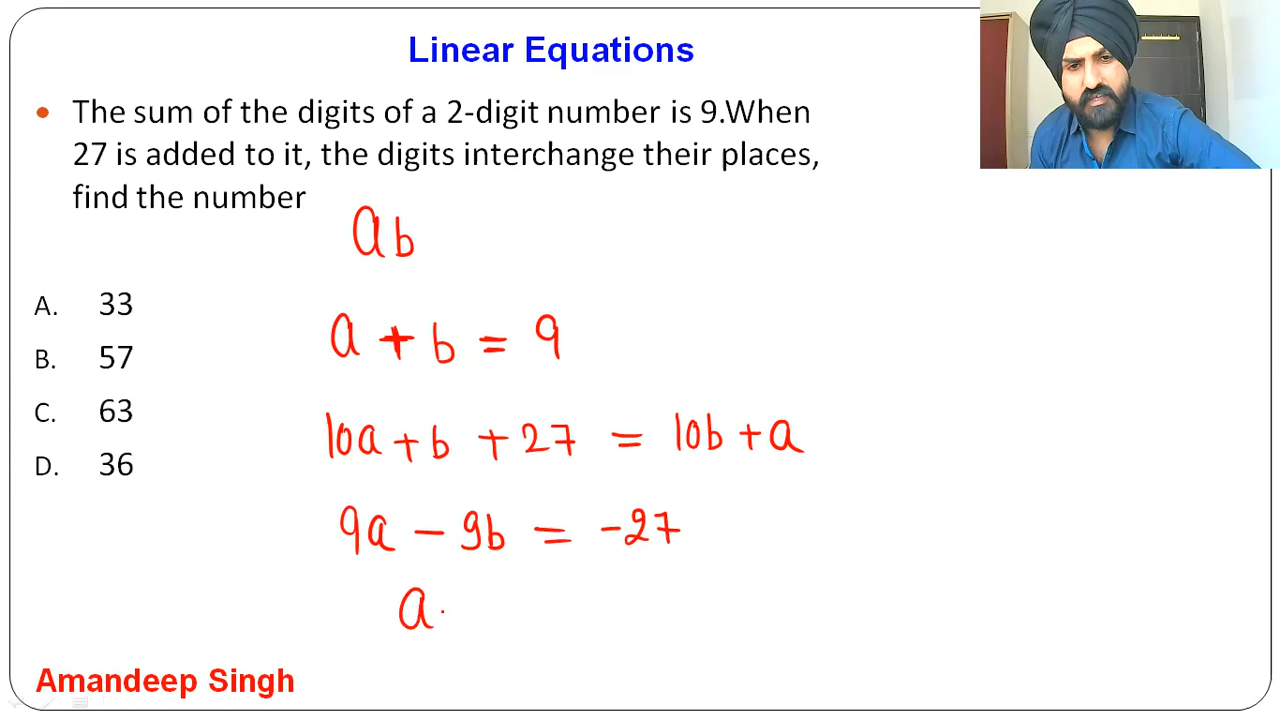 Linear Equations
• The sum of the digits of a 2-digit number is 9.When
27 is added to it, the digits interchange their places,
find the number
ab
A. 33
a + b = 9
B. 57
C. 63
10a + b + 27 = 10b + a
D. 36
9a - 9b = -27
a
Amandeep Singh